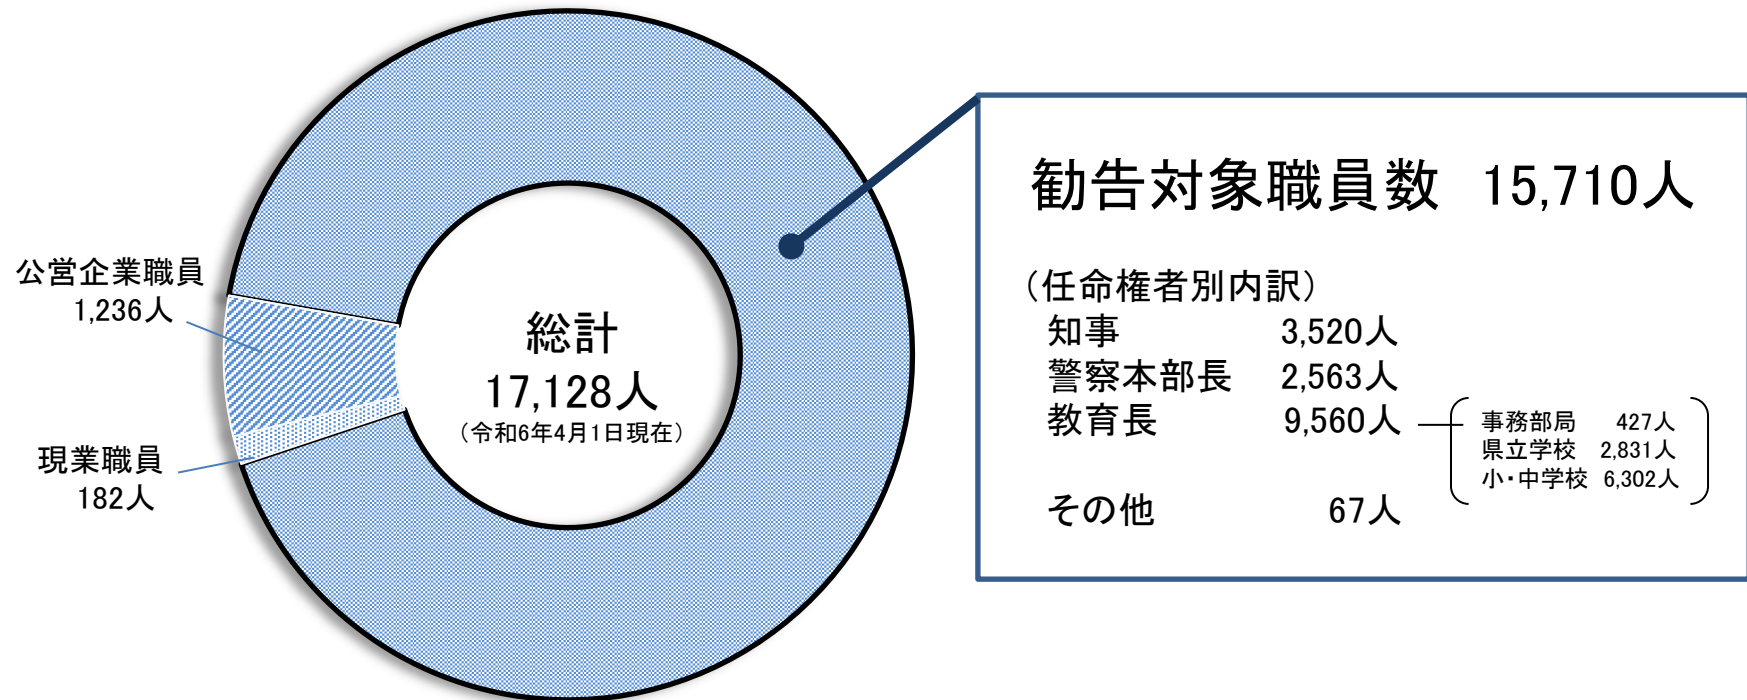 公営企業職員
1,236人
現業職員
182人
総計
17,128人
（令和6年4月1日現在）
勧告対象職員数 15,710人
（任命権者別内訳）
知事 3,520人
警察本部長 2,563人
教育長 9,560人
事務部局 427人
県立学校 2,831人
小・中学校 6,302人
その他 67人